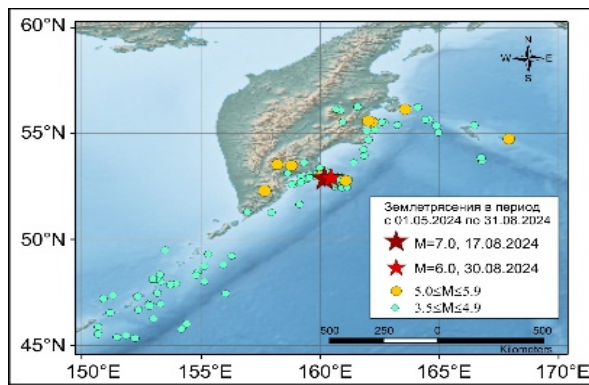 60°N
N
W E
S
55°N
50°N
45°N
Землетрясения в период
с 01.05.2024 по 31.08.2024
M=7.0, 17.08.2024
M=6.0, 30.08.2024
5.0≤M≤5.9
3.5≤M≤4.9
500 250 0 500
Kilometers
150°E 155°E 160°E 165°E 170°E